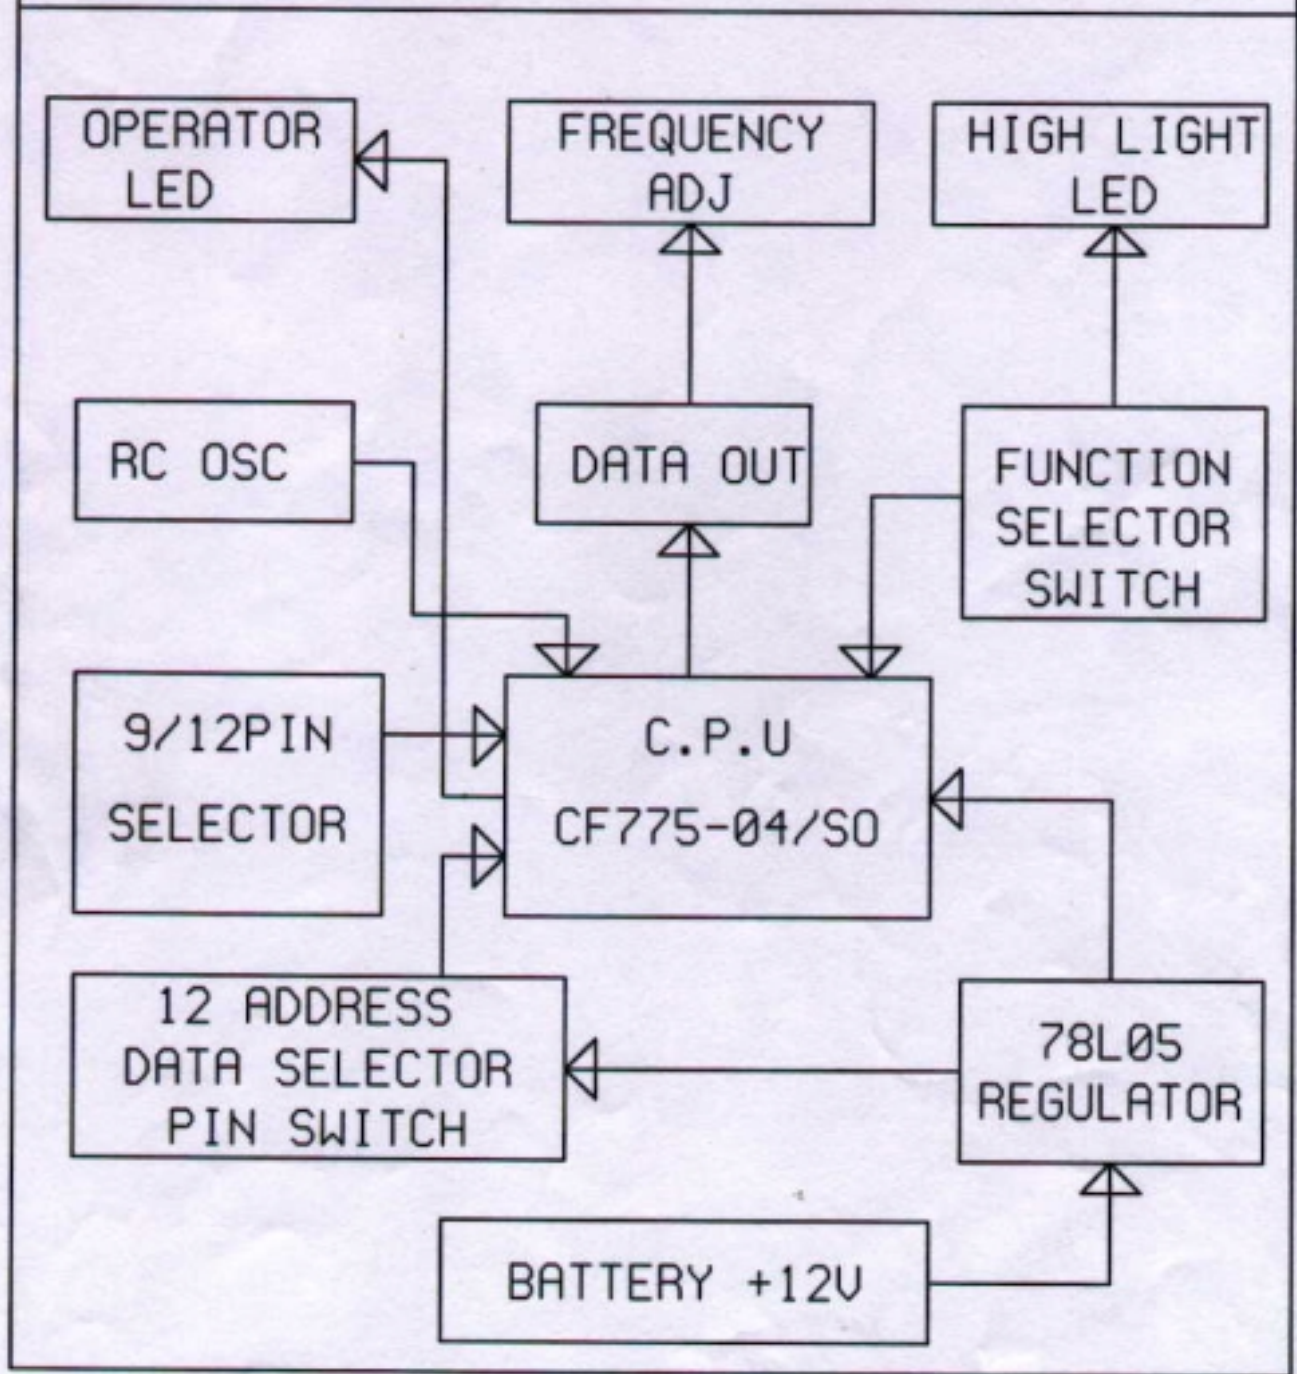 OPERATOR
LED
FREQUENCY
ADJ
HIGH LIGHT
LED
RC OSC
DATA OUT
FUNCTION
SELECTOR
SWITCH
9/12PIN
SELECTOR
C.P.U
CF775-04/SO
12 ADDRESS
DATA SELECTOR
PIN SWITCH
78L05
REGULATOR
BATTERY +12V